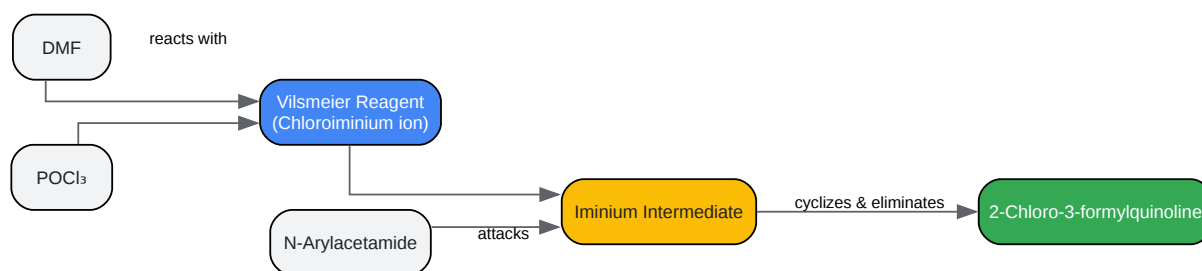 DMF
reacts with
Vilsmeier Reagent
(Chloroiminium ion)
POCl₃
Iminium Intermediate
cyclizes & eliminates
2-Chloro-3-formylquinoline
N-Arylacetamide
attacks